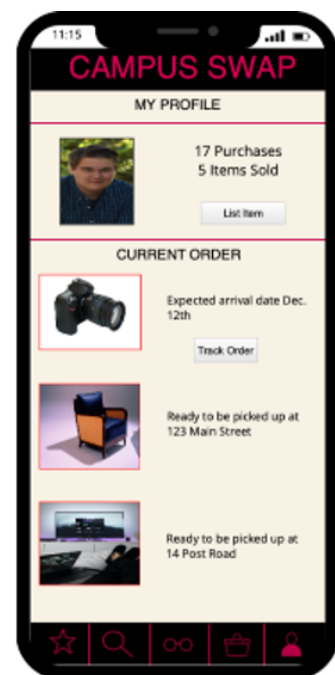 11:15
CAMPUS SWAP
MY PROFILE
17 Purchases
5 Items Sold
List Item
CURRENT ORDER
Expected arrival date Dec.
12th
Track Order
Ready to be picked up at
123 Main Street
Ready to be picked up at
14 Post Road